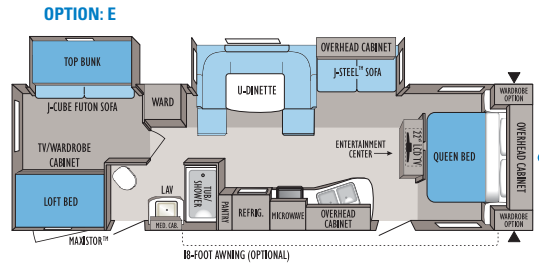 OPTION: E
TOP BUNK
J-CUBE FUTON SOFA
WARD
U-DINETTE
OVERHEAD CABINET
J-STEEL™ SOFA
WARDROBE
OPTION
TV/WARDROBE
CABINET
ENTERTAINMENT
CENTER
22" LCD TV
QUEEN BED
OVERHEAD CABINET
LOFT BED
LAV
TUB/
SHOWER
PANTRY
REFRIG.
MICROWAVE
OVERHEAD
CABINET
MED. CAB.
WARDROBE
OPTION
MAXISTOR™
18-FOOT AWNING (OPTIONAL)